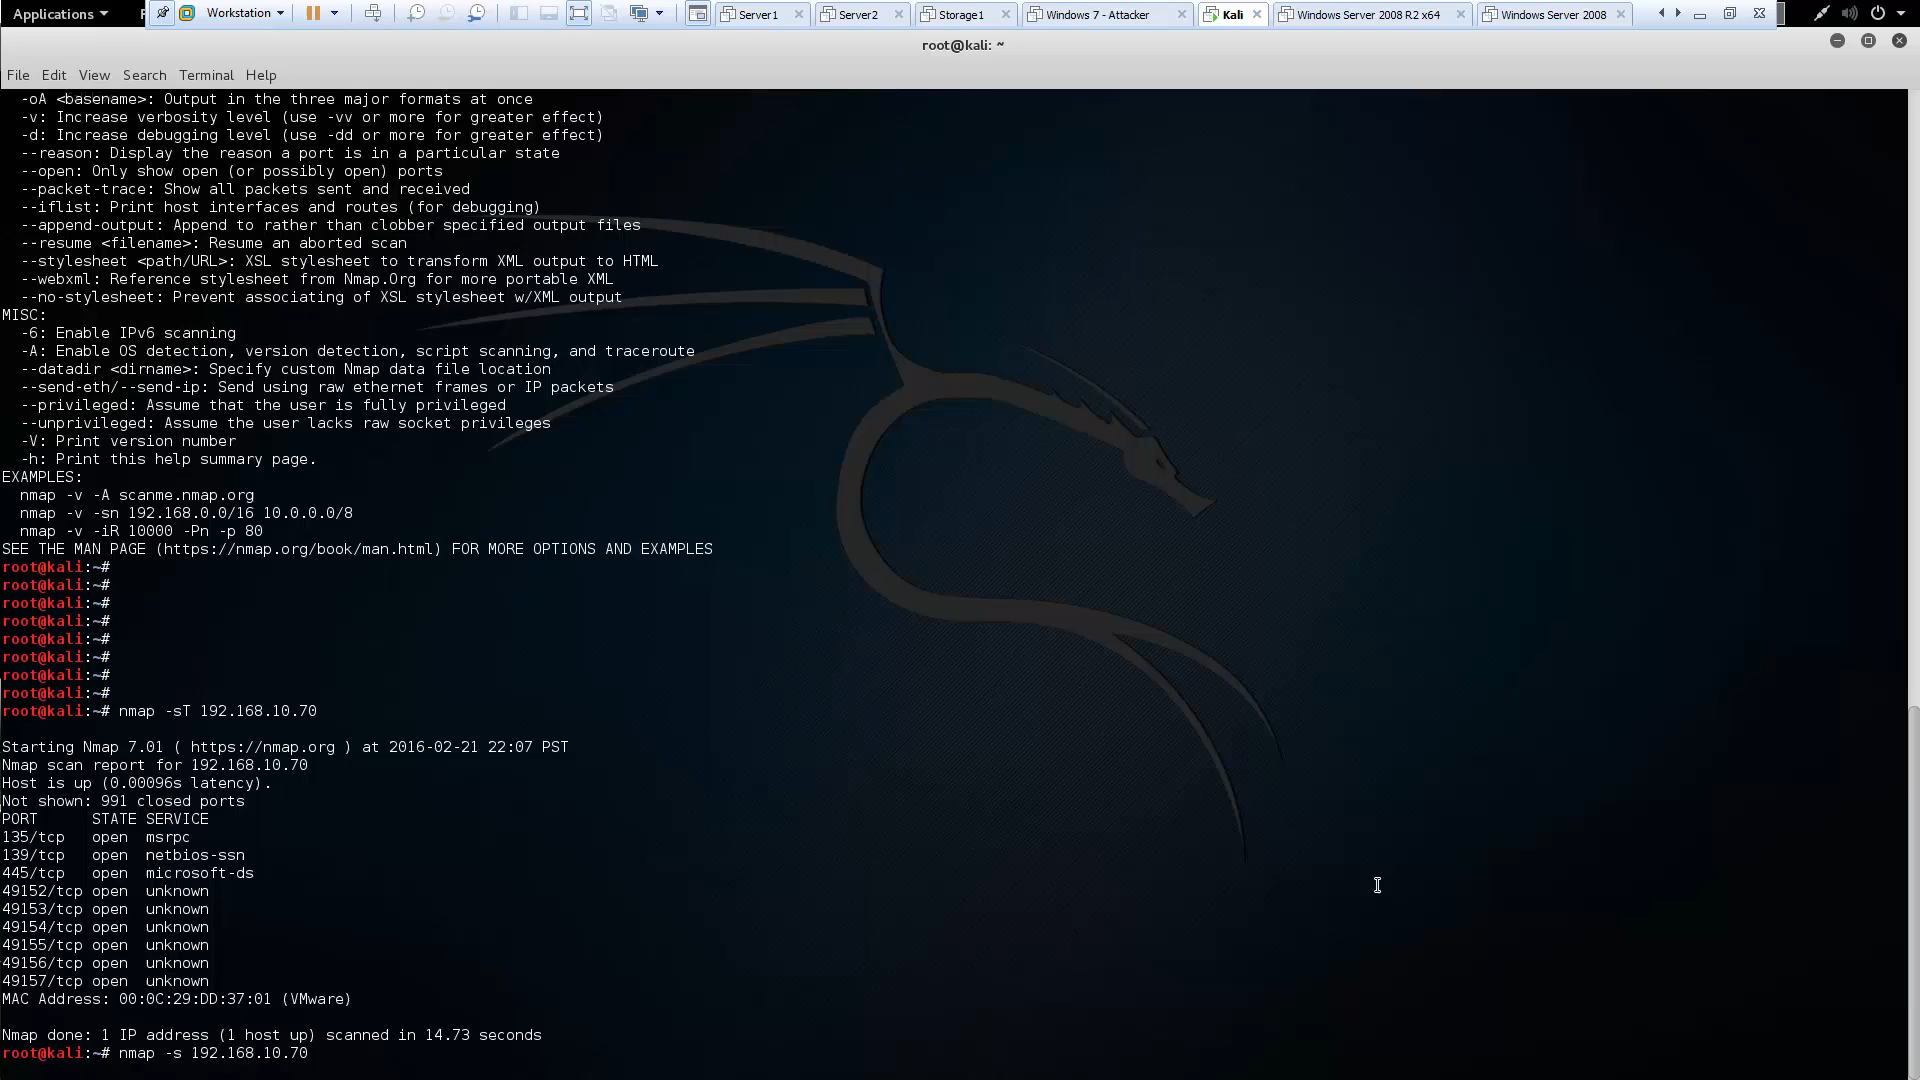 Applications
Workstation
Server1
Server2
Storage1
Windows 7 - Attacker
Kali
Windows Server 2008 R2 x64
Windows Server 2008
root@kali: ~
File Edit View Search Terminal Help
-oA <basename>: Output in the three major formats at once
-v: Increase verbosity level (use -vv or more for greater effect)
-d: Increase debugging level (use -dd or more for greater effect)
--reason: Display the reason a port is in a particular state
--open: Only show open (or possibly open) ports
--packet-trace: Show all packets sent and received
--iflist: Print host interfaces and routes (for debugging)
--append-output: Append to rather than clobber specified output files
--resume <filename>: Resume an aborted scan
--stylesheet <path/URL>: XSL stylesheet to transform XML output to HTML
--webxml: Reference stylesheet from Nmap.Org for more portable XML
--no-stylesheet: Prevent associating of XSL stylesheet w/XML output
MISC:
-6: Enable IPv6 scanning
-A: Enable OS detection, version detection, script scanning, and traceroute
--datadir <dirname>: Specify custom Nmap data file location
--send-eth/--send-ip: Send using raw ethernet frames or IP packets
--privileged: Assume that the user is fully privileged
--unprivileged: Assume the user lacks raw socket privileges
-V: Print version number
-h: Print this help summary page.
EXAMPLES:
nmap -v -A scanme.nmap.org
nmap -v -sn 192.168.0.0/16 10.0.0.0/8
nmap -v -iR 10000 -Pn -p 80
SEE THE MAN PAGE (https://nmap.org/book/man.html) FOR MORE OPTIONS AND EXAMPLES
root@kali:~#
root@kali:~#
root@kali:~#
root@kali:~#
root@kali:~#
root@kali:~#
root@kali:~#
root@kali:~#
root@kali:~# nmap -sT 192.168.10.70
Starting Nmap 7.01 ( https://nmap.org ) at 2016-02-21 22:07 PST
Nmap scan report for 192.168.10.70
Host is up (0.00096s latency).
Not shown: 991 closed ports
PORT STATE SERVICE
135/tcp open msrpc
139/tcp open netbios-ssn
445/tcp open microsoft-ds
49152/tcp open unknown
49153/tcp open unknown
49154/tcp open unknown
49155/tcp open unknown
49156/tcp open unknown
49157/tcp open unknown
MAC Address: 00:0C:29:DD:37:01 (VMware)
Nmap done: 1 IP address (1 host up) scanned in 14.73 seconds
root@kali:~# nmap -s 192.168.10.70